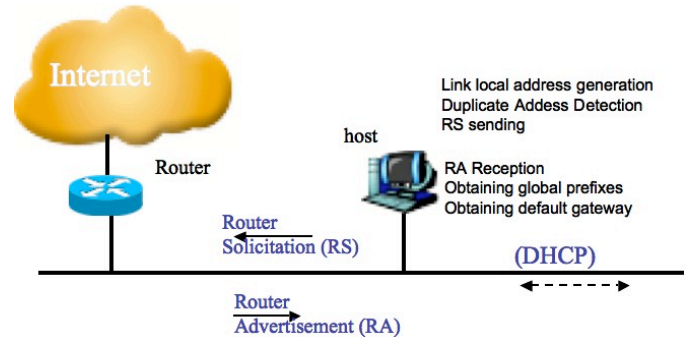 Internet
Link local address generation
Duplicate Addess Detection
RS sending
host
Router
RA Reception
Obtaining global prefixes
Obtaining default gateway
Router
Solicitation (RS)
(DHCP)
Router
Advertisement (RA)